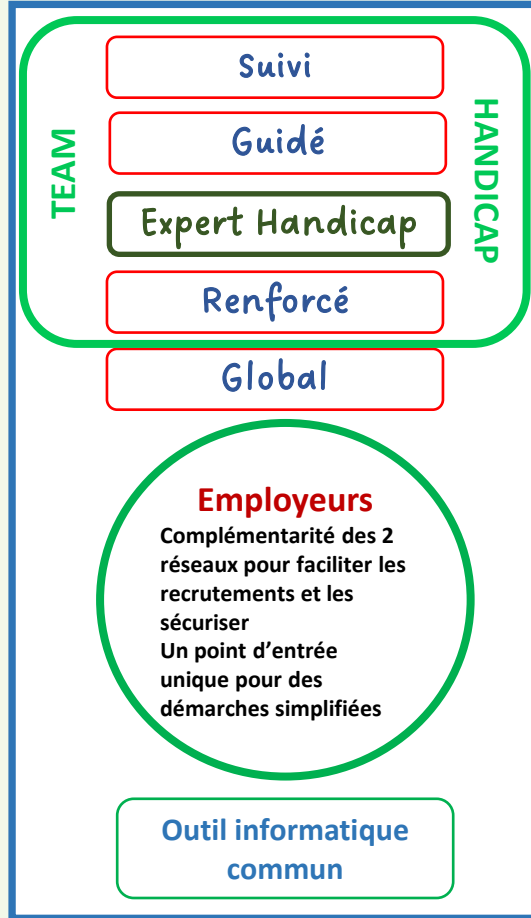 TEAM
HANDICAP
Suivi
Guidé
Expert Handicap
Renforcé
Global
Employeurs
Complémentarité des 2
réseaux pour faciliter les
recrutements et les
sécuriser
Un point d’entrée
unique pour des
démarches simplifiées
Outil informatique
commun